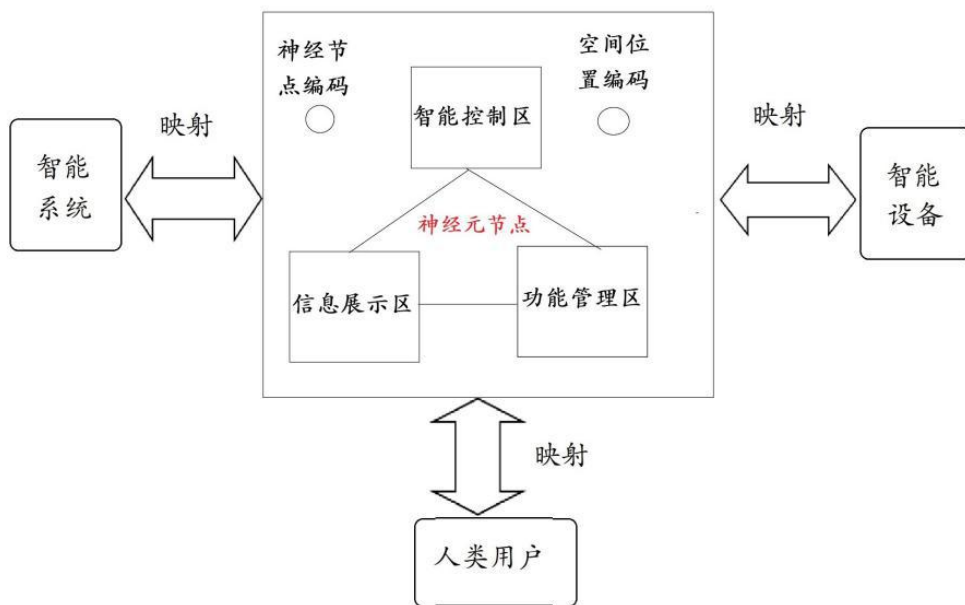 神经节
点编码
空间位
置编码
智能控制区
映射
映射
智能
系统
智能
设备
神经元节点
信息展示区
功能管理区
映射
人类用户